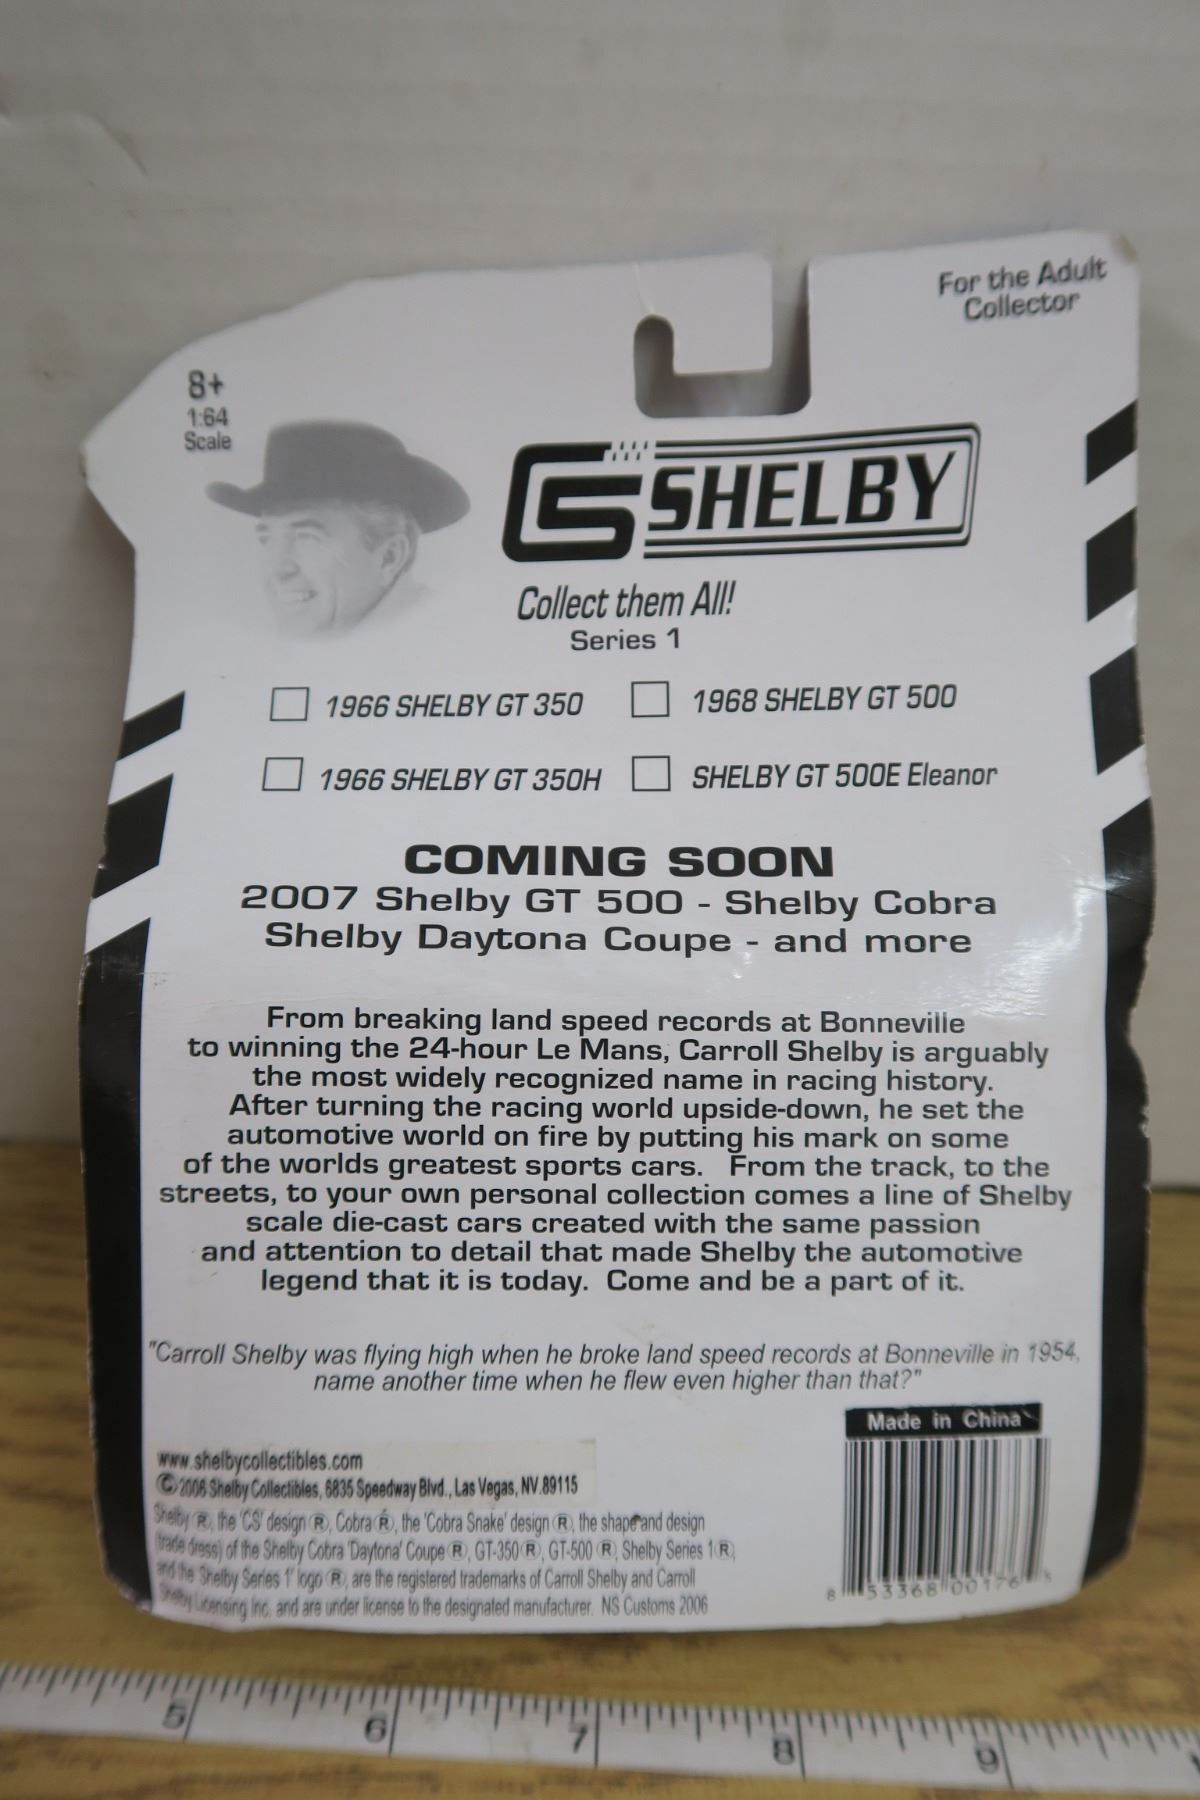 For the Adult
Collector
8+
1:64
Scale
CS SHELBY
Collect them All!
Series 1
1966 SHELBY GT 350
1968 SHELBY GT 500
1966 SHELBY GT 350H
SHELBY GT 500E Eleanor
COMING SOON
2007 Shelby GT 500 - Shelby Cobra
Shelby Daytona Coupe - and more
From breaking land speed records at Bonneville
to winning the 24-hour Le Mans, Carroll Shelby is arguably
the most widely recognized name in racing history.
After turning the racing world upside-down, he set the
automotive world on fire by putting his mark on some
of the worlds greatest sports cars. From the track, to the
streets, to your own personal collection comes a line of Shelby
scale die-cast cars created with the same passion
and attention to detail that made Shelby the automotive
legend that it is today. Come and be a part of it.
"Carroll Shelby was flying high when he broke land speed records at Bonneville in 1954,
name another time when he flew even higher than that?"
Made in China
www.shelbycollectibles.com
©2006 Shelby Collectibles, 6835 Speedway Blvd., Las Vegas, NV.89115
Shelby ®, the 'CS' design ®, Cobra ®, the 'Cobra Snake' design ®, the shape and design
(trade dress) of the Shelby Cobra 'Daytona' Coupe ®, GT-350 ®, GT-500 ®, Shelby Series 1 ®,
and the 'Shelby Series 1' logo ®, are the registered trademarks of Carroll Shelby and Carroll
Shelby Licensing Inc. and are under license to the designated manufacturer. NS Customs 2006
8 53368 00176
5 6 7 8 9